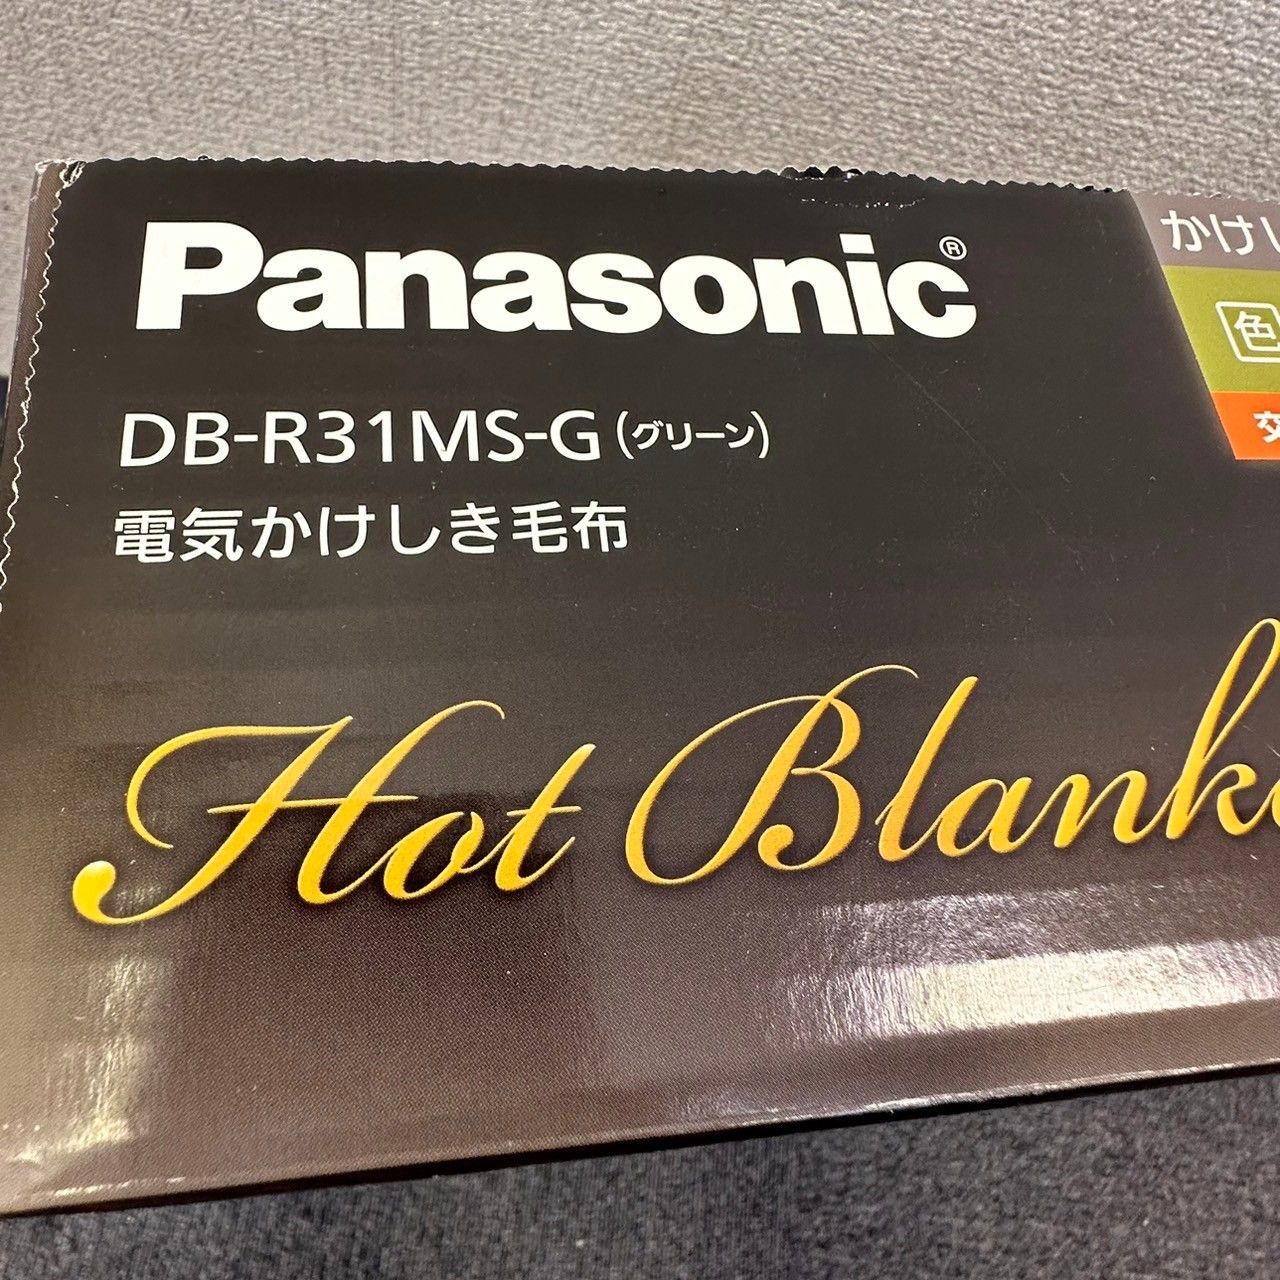 Panasonic®
DB-R31MS-G(グリーン)
電気かけしき毛布
Hot Blank
かけし
色
交